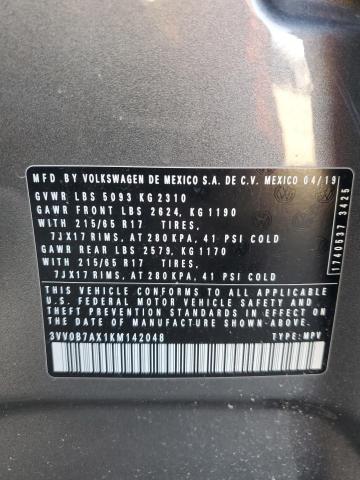 MFD BY VOLKSWAGEN DE MEXICO S.A. DE C.V. MEXICO 04/19
GVWR LBS 5093 KG 2310
GAWR FRONT LBS 2624, KG 1190
WITH 215/65 R17 TIRES,
7JX17 RIMS, AT 280 KPA, 41 PSI COLD
GAWR REAR LBS 2579, KG 1170
WITH 215/65 R17 TIRES,
7JX17 RIMS, AT 280 KPA, 41 PSI COLD
THIS VEHICLE CONFORMS TO ALL APPLICABLE
U.S. FEDERAL MOTOR VEHICLE SAFETY AND
THEFT PREVENTION STANDARDS IN EFFECT ON THE
DATE OF MANUFACTURE SHOWN ABOVE.
3VV0B7AX1KM142048 TYPE: MPV
1740537 3425